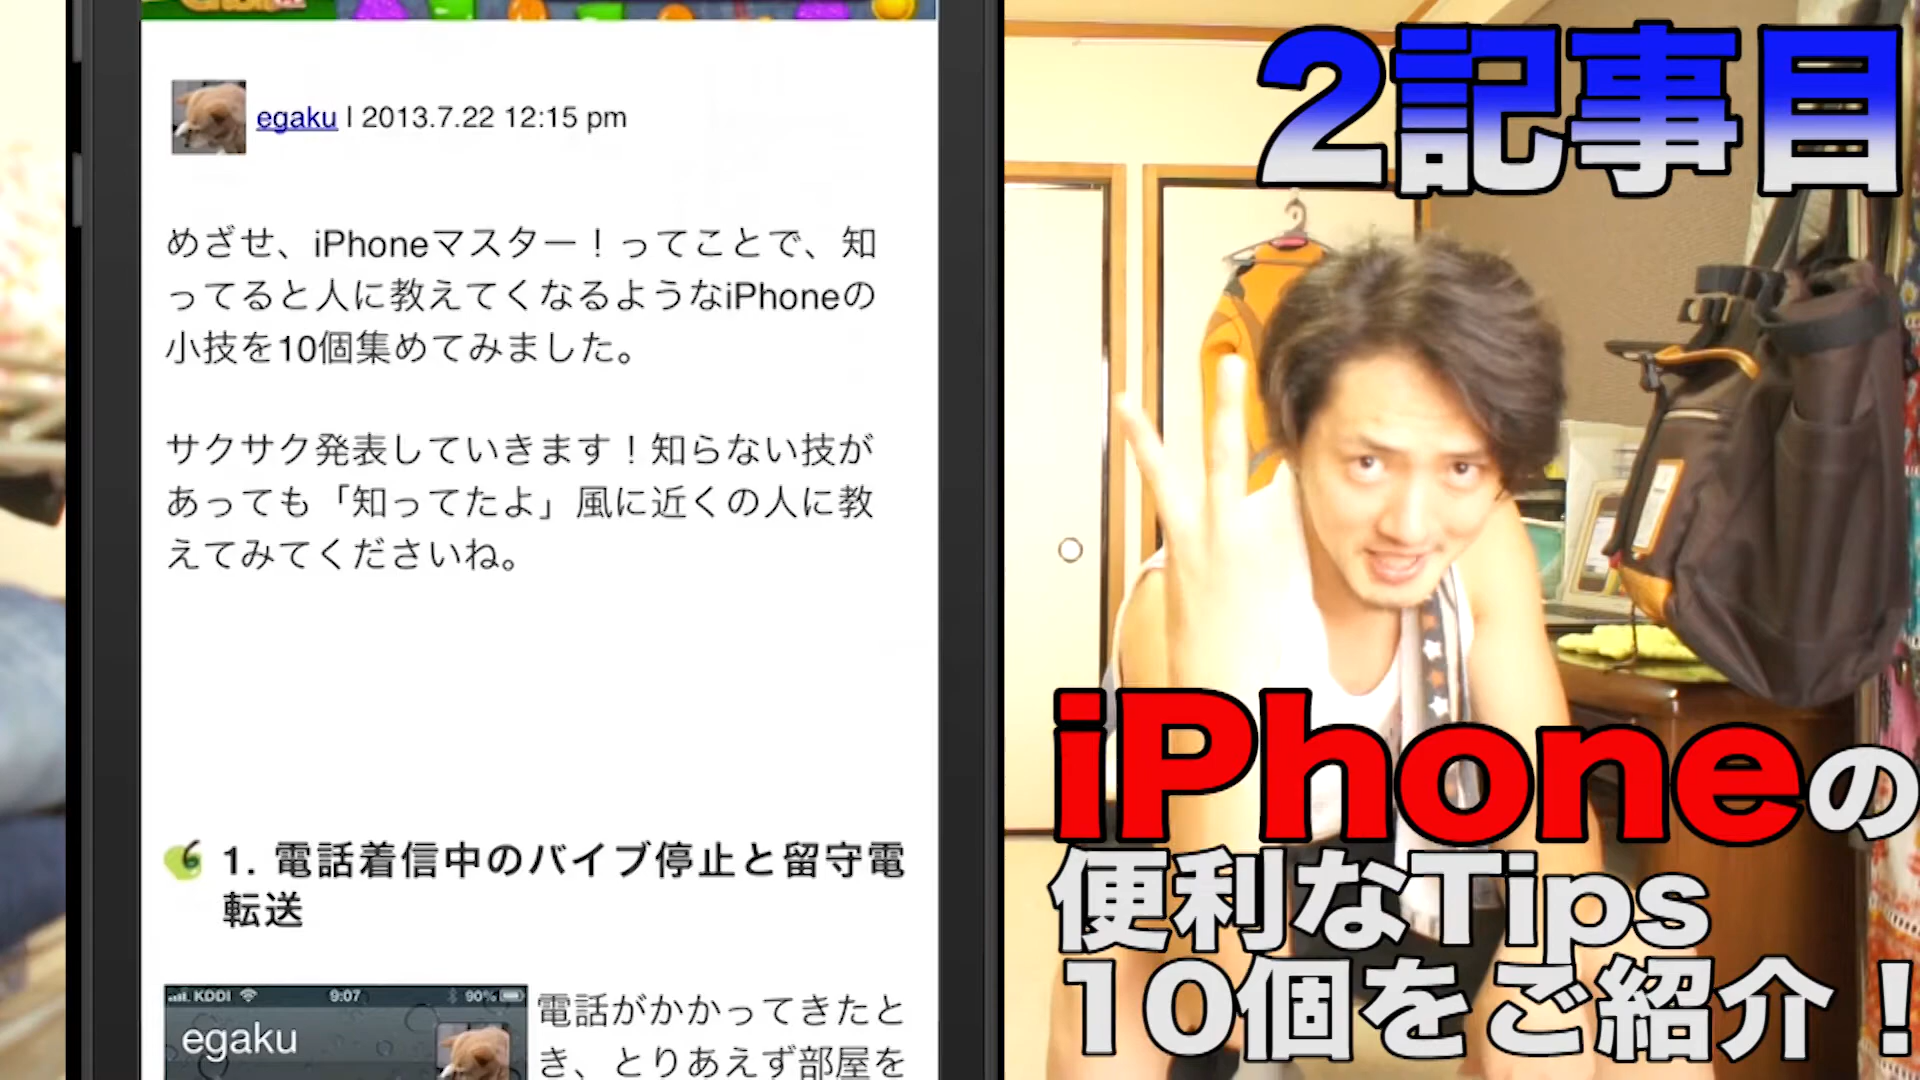 egaku | 2013.7.22 12:15 pm
めざせ、iPhoneマスター！ってことで、知
ってると人に教えてくなるようなiPhoneの
小技を10個集めてみました。
サクサク発表していきます！知らない技が
あっても「知ってたよ」風に近くの人に教
えてみてくださいね。
1. 電話着信中のバイブ停止と留守電
転送
KDDI 9:07 90%
egaku
電話がかかってきたと
き、とりあえず部屋を
2記事目
iPhoneの
便利なTips
10個をご紹介！